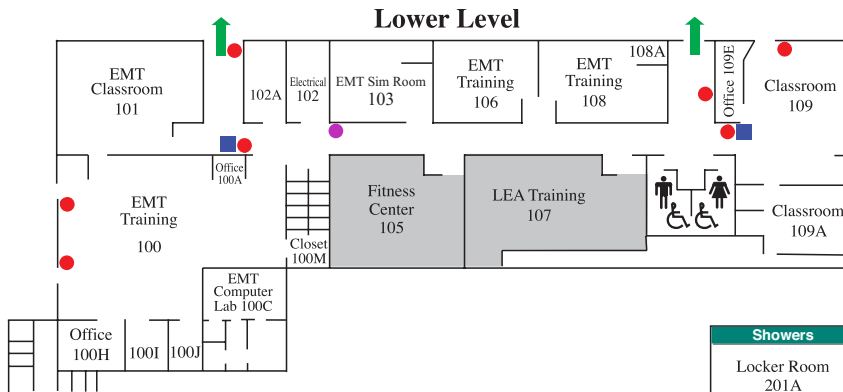 Lower Level
EMT
Classroom
101
102A
Electrical
102
EMT Sim Room
103
EMT
Training
106
EMT
Training
108
108A
Office 109E
Classroom
109
Office
100A
EMT
Training
100
Closet
100M
Fitness
Center
105
LEA Training
107
Classroom
109A
EMT
Computer
Lab 100C
Office
100H
100I
100J
Showers
Locker Room
201A